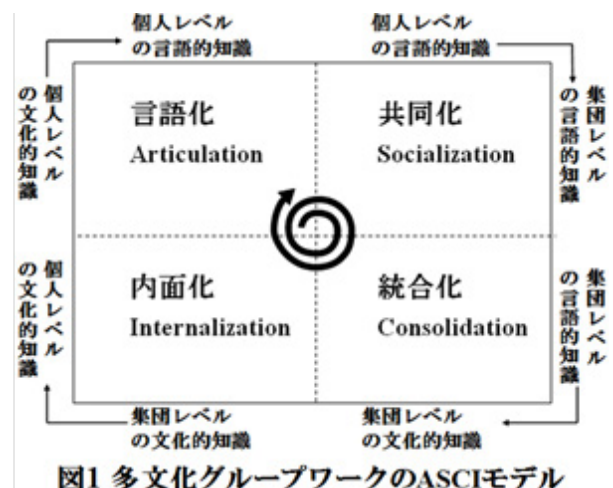 個人レベル
の言語的知識
個人レベル
の言語的知識
個人レベル
の文化的知識
言語化
Articulation
共同化
Socialization
集団レベル
の言語的知識
個人レベル
の文化的知識
内面化
Internalization
統合化
Consolidation
集団レベル
の言語的知識
集団レベル
の文化的知識
集団レベル
の文化的知識
図1 多文化グループワークのASCIモデル